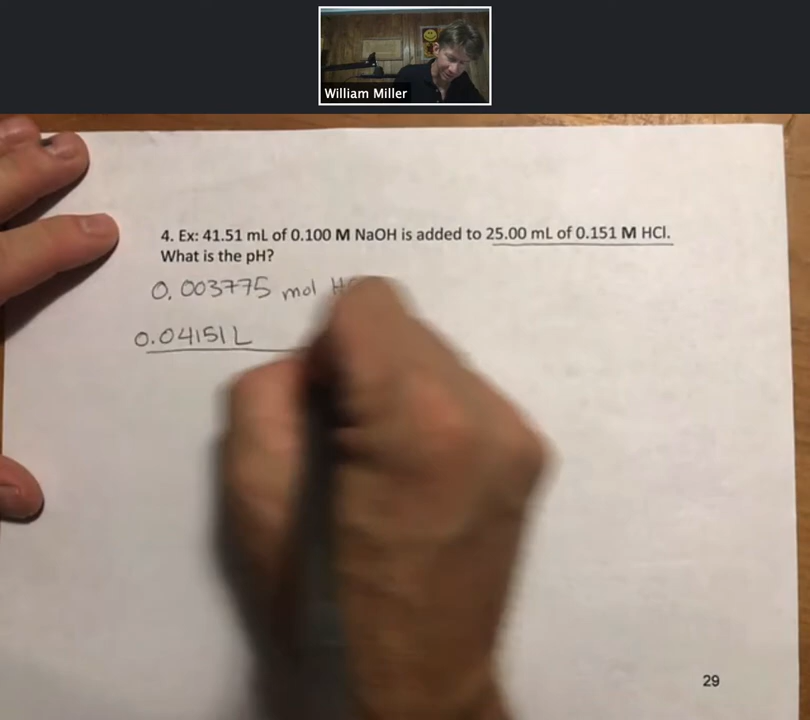 William Miller
4. Ex: 41.51 mL of 0.100 M NaOH is added to 25.00 mL of 0.151 M HCl.
What is the pH?
0.003775 mol
0.04151 L
29